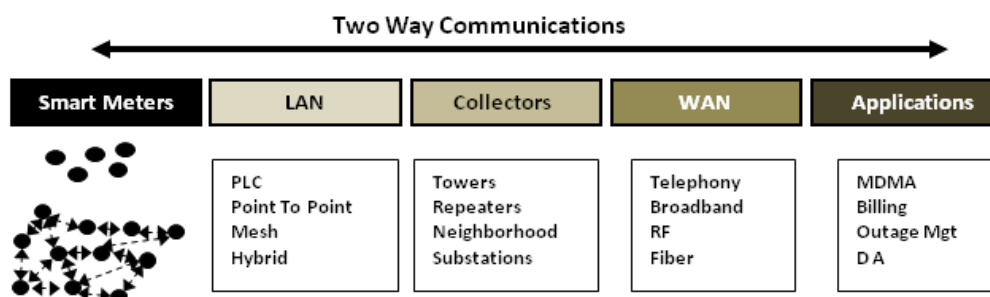 Two Way Communications
Smart Meters
LAN
Collectors
WAN
Applications
PLC
Point To Point
Mesh
Hybrid
Towers
Repeaters
Neighborhood
Substations
Telephony
Broadband
RF
Fiber
MDMA
Billing
Outage Mgt
D A